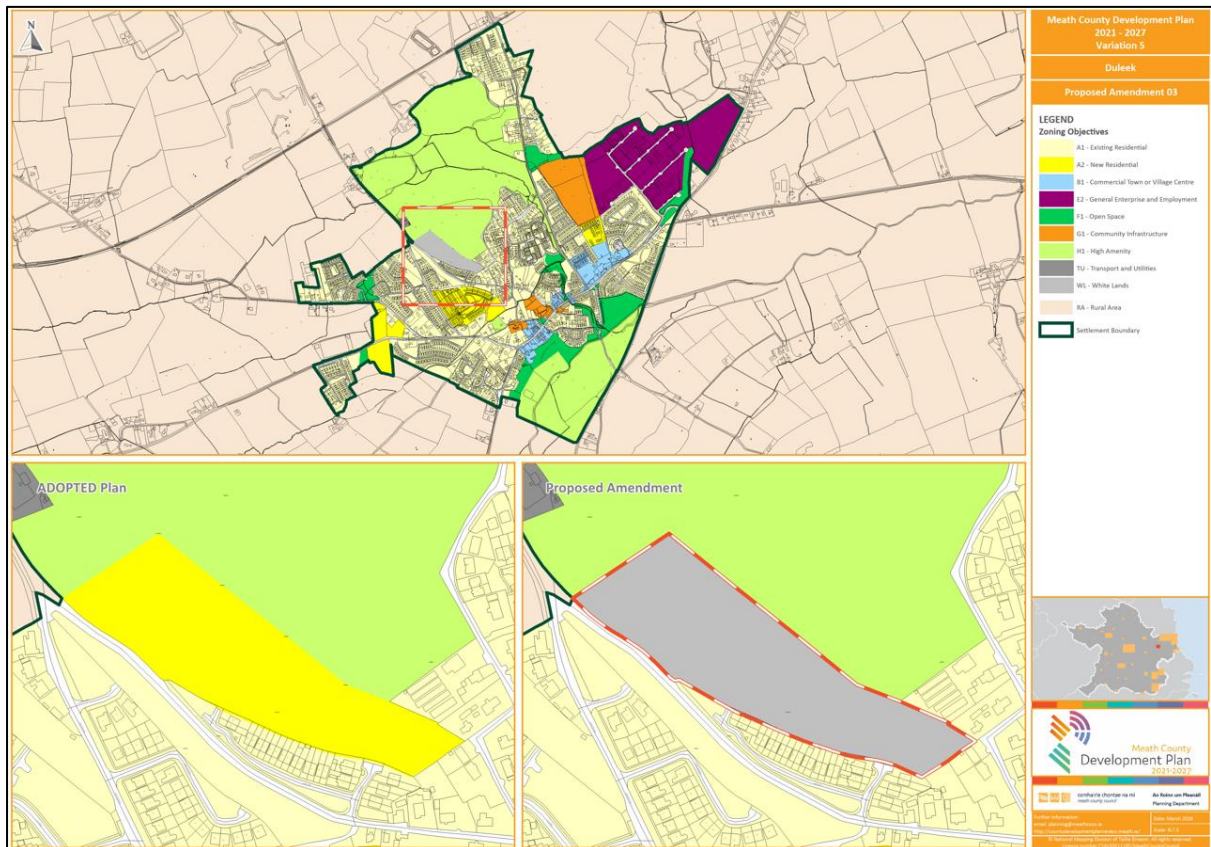 N
Meath County Development Plan
2021 - 2027
Variation 5
Duleek
Proposed Amendment 03
LEGEND
Zoning Objectives
A1 - Existing Residential
A2 - New Residential
B1 - Commercial Town or Village Centre
E2 - General Enterprise and Employment
F1 - Open Space
G1 - Community Infrastructure
H1 - High Amenity
TU - Transport and Utilities
WL - White Lands
RA - Rural Area
Settlement Boundary
ADOPTED Plan
Proposed Amendment
Meath County
Development Plan
2021-2027
comhairle chontae na mí
meath county council
An Roinn um Pleanáil
Planning Department
Further Information